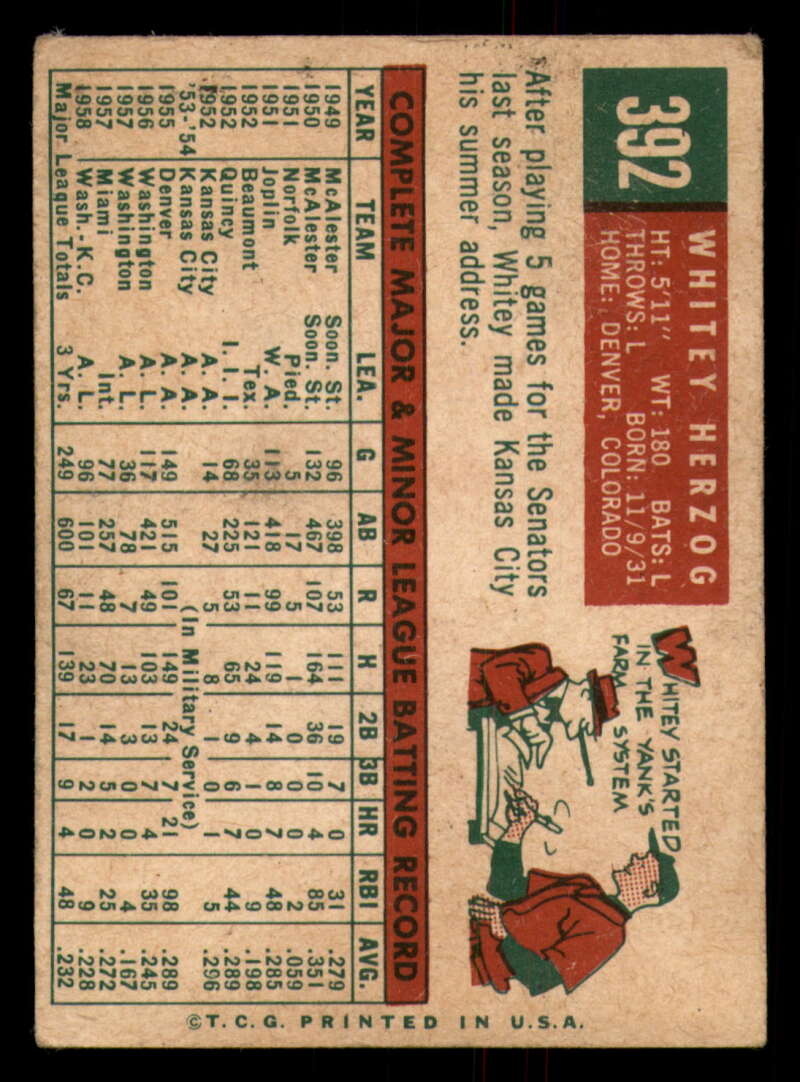 392
WHITEY HERZOG
HT: 5'11" WT: 180 BATS: L
THROWS: L BORN: 11/9/31
HOME: DENVER, COLORADO
WHITEY STARTED
IN THE YANK'S
FARM SYSTEM
After playing 5 games for the Senators
last season, Whitey made Kansas City
his summer address.
COMPLETE MAJOR & MINOR LEAGUE BATTING RECORD
YEAR TEAM LEA. G AB R H 2B 3B HR RBI AVG.
1949 McAlester Soon. St. 96 398 53 111 19 7 0 31 .279
1950 McAlester Soon. St. 132 467 107 164 36 10 4 85 .351
1951 Norfolk Pied. 5 17 5 1 0 0 0 2 .059
1951 Joplin W. A. 113 418 99 119 14 8 7 48 .285
1952 Beaumont Tex. 35 121 11 24 4 1 0 9 .198
1952 Quincy I. I. I. 68 225 53 65 9 6 7 44 .289
1952 Kansas City A. A. 14 27 5 8 1 0 1 5 .296
'53-'54 Kansas City A. A. (In Military Service)
1955 Denver A. A. 149 515 101 149 24 7 21 98 .289
1956 Washington A. L. 117 421 49 103 13 7 4 35 .245
1957 Washington A. L. 36 78 7 13 3 0 0 4 .167
1957 Miami Int. 77 257 48 70 14 5 2 25 .272
1958 Wash.-K.C. A. L. 96 101 11 23 1 2 0 9 .228
Major League Totals 3 Yrs. 249 600 67 139 17 9 4 48 .232
©T.C.G. PRINTED IN U.S.A.